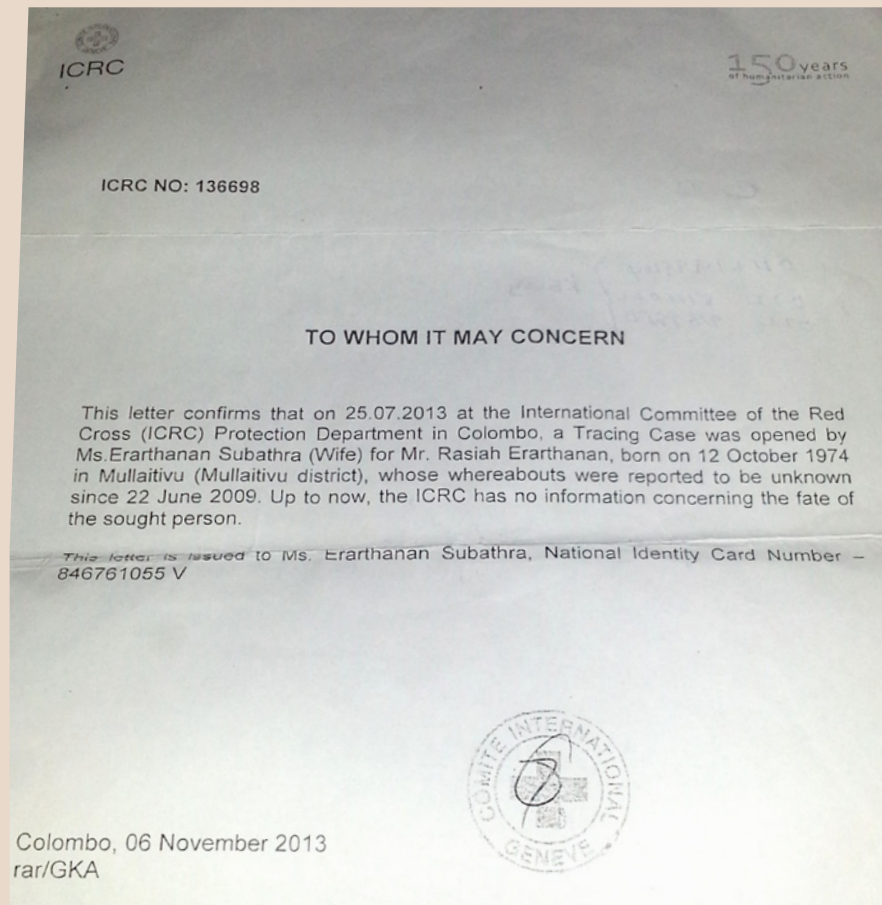 ICRC
150 years
of humanitarian action
ICRC NO: 136698
TO WHOM IT MAY CONCERN
This letter confirms that on 25.07.2013 at the International Committee of the Red
Cross (ICRC) Protection Department in Colombo, a Tracing Case was opened by
Ms.Erarthanan Subathra (Wife) for Mr. Rasiah Erarthanan, born on 12 October 1974
in Mullaitivu (Mullaitivu district), whose whereabouts were reported to be unknown
since 22 June 2009. Up to now, the ICRC has no information concerning the fate of
the sought person.
This letter is issued to Ms. Erarthanan Subathra, National Identity Card Number –
846761055 V
COMITE INTERNATIONAL
GENEVE
Colombo, 06 November 2013
rar/GKA